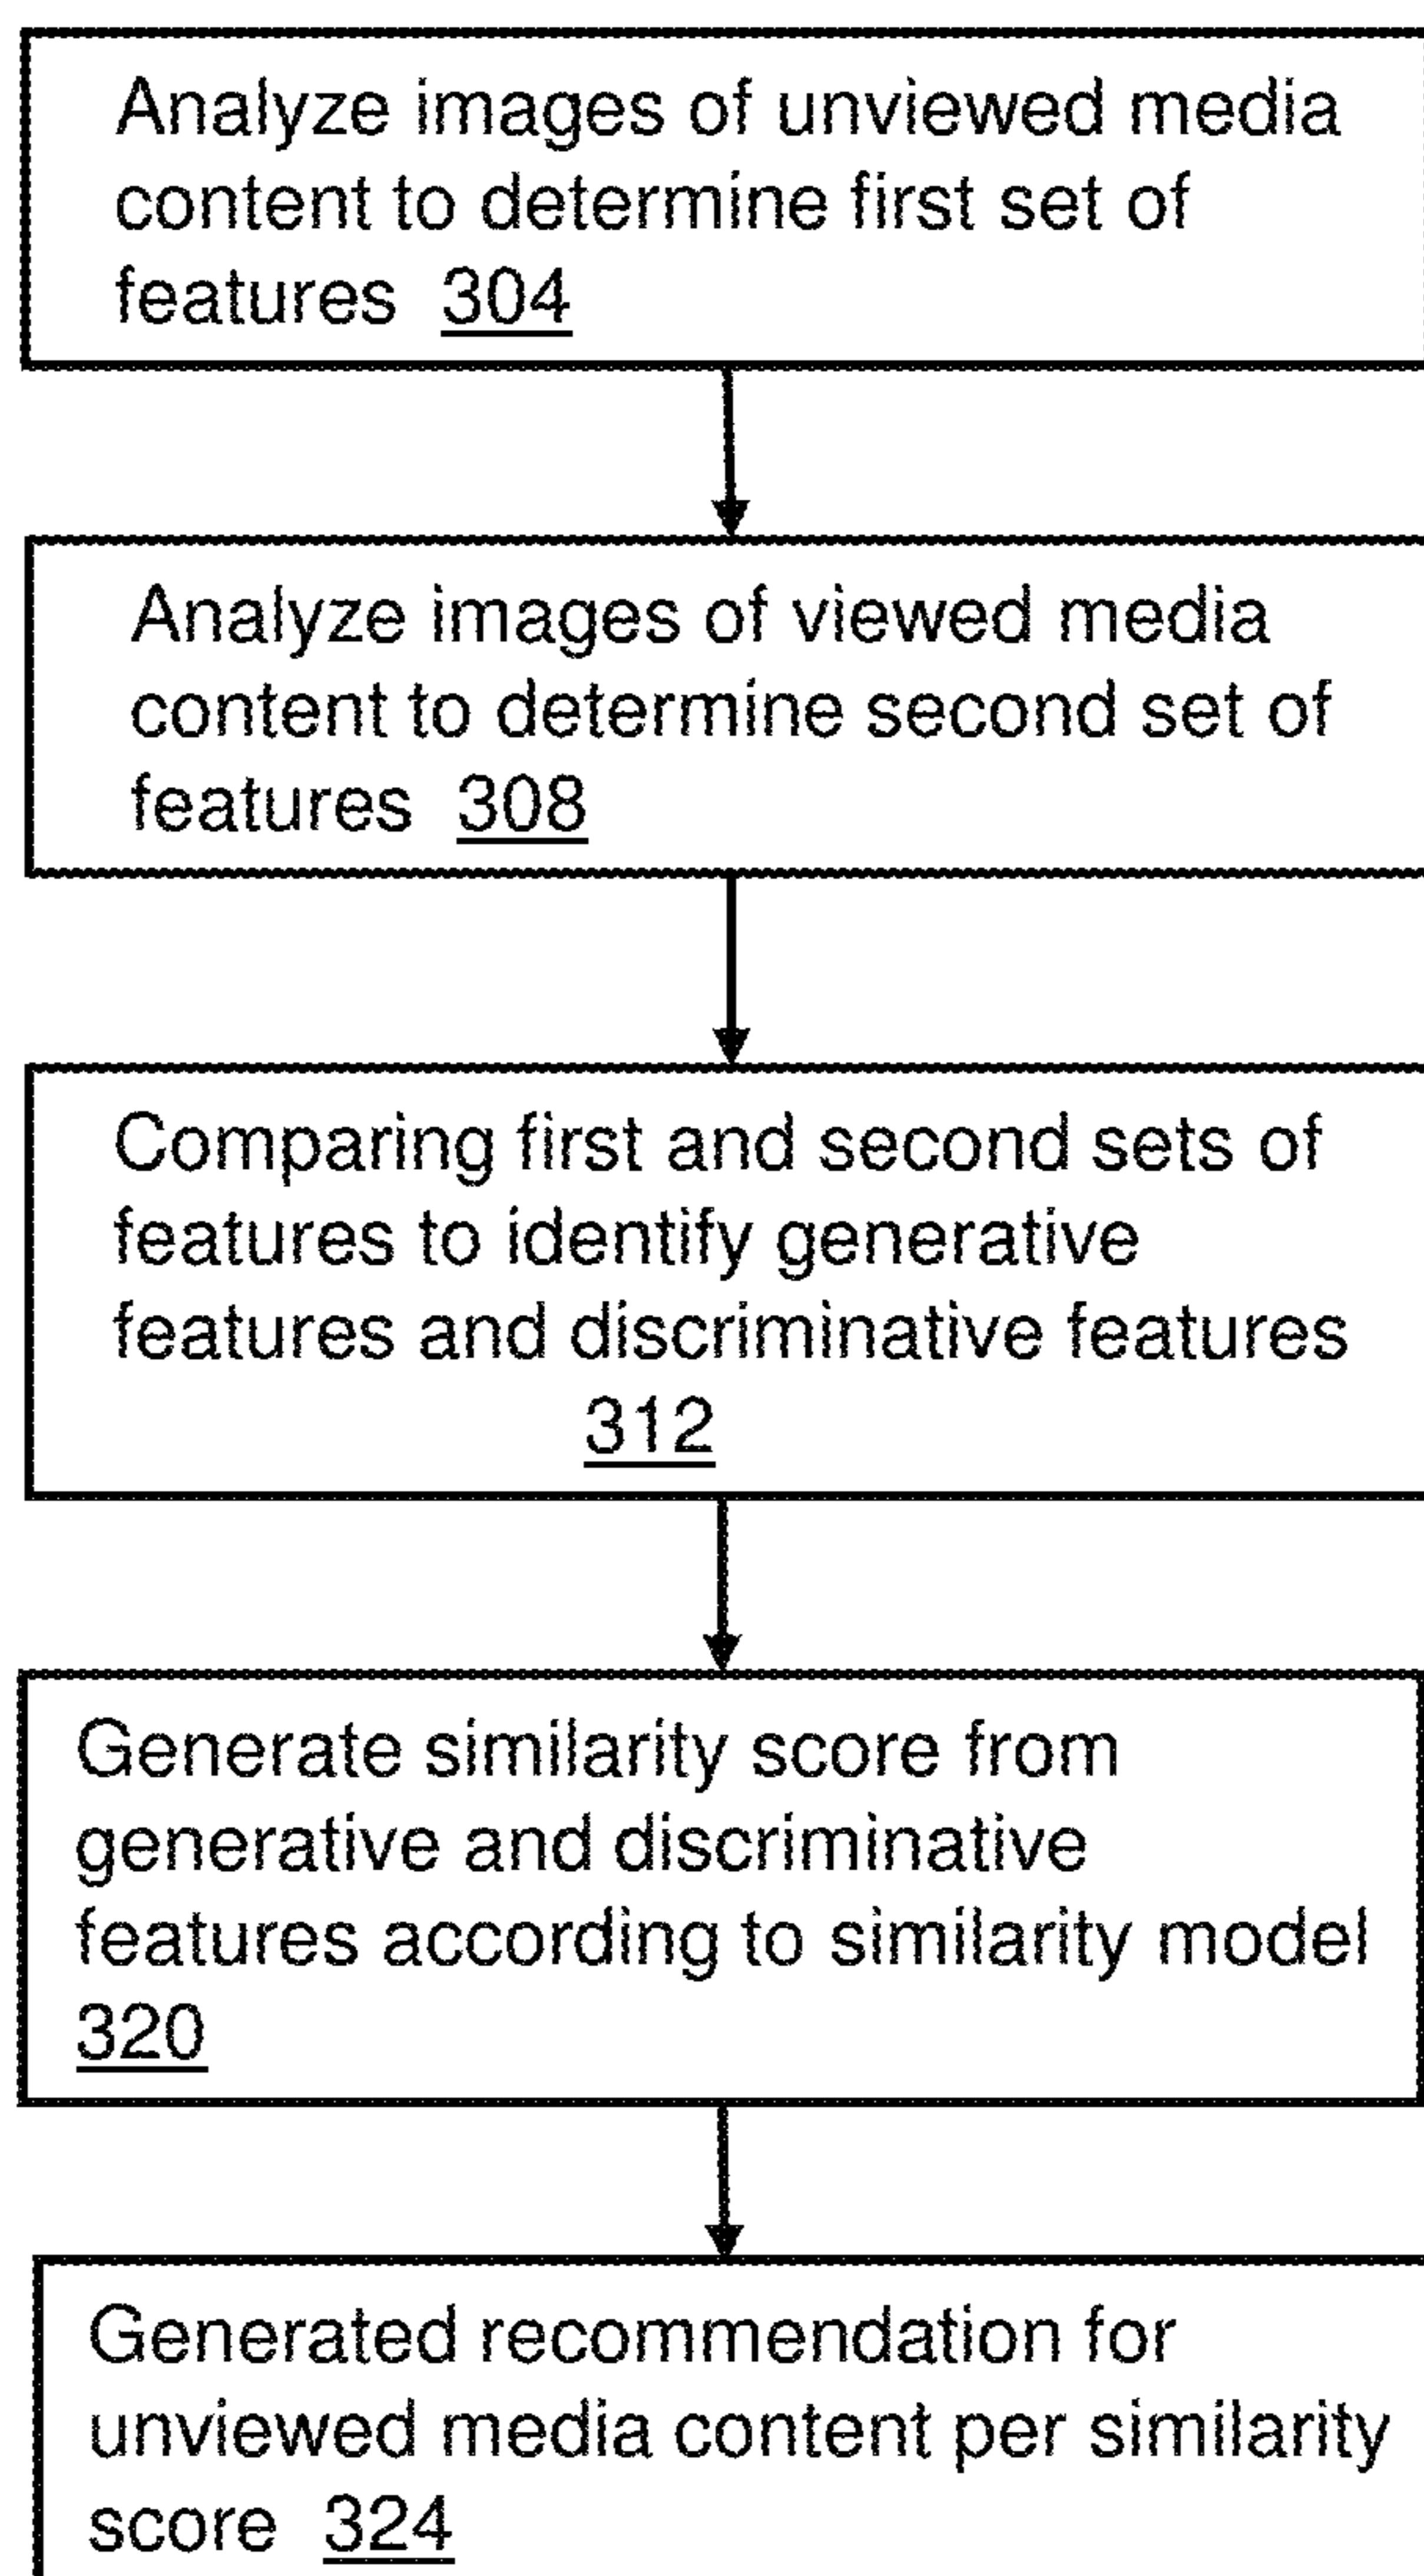 Analyze images of unviewed media
content to determine first set of
features 304
Analyze images of viewed media
content to determine second set of
features 308
Comparing first and second sets of
features to identify generative
features and discriminative features
312
Generate similarity score from
generative and discriminative
features according to similarity model
320
Generated recommendation for
unviewed media content per similarity
score 324